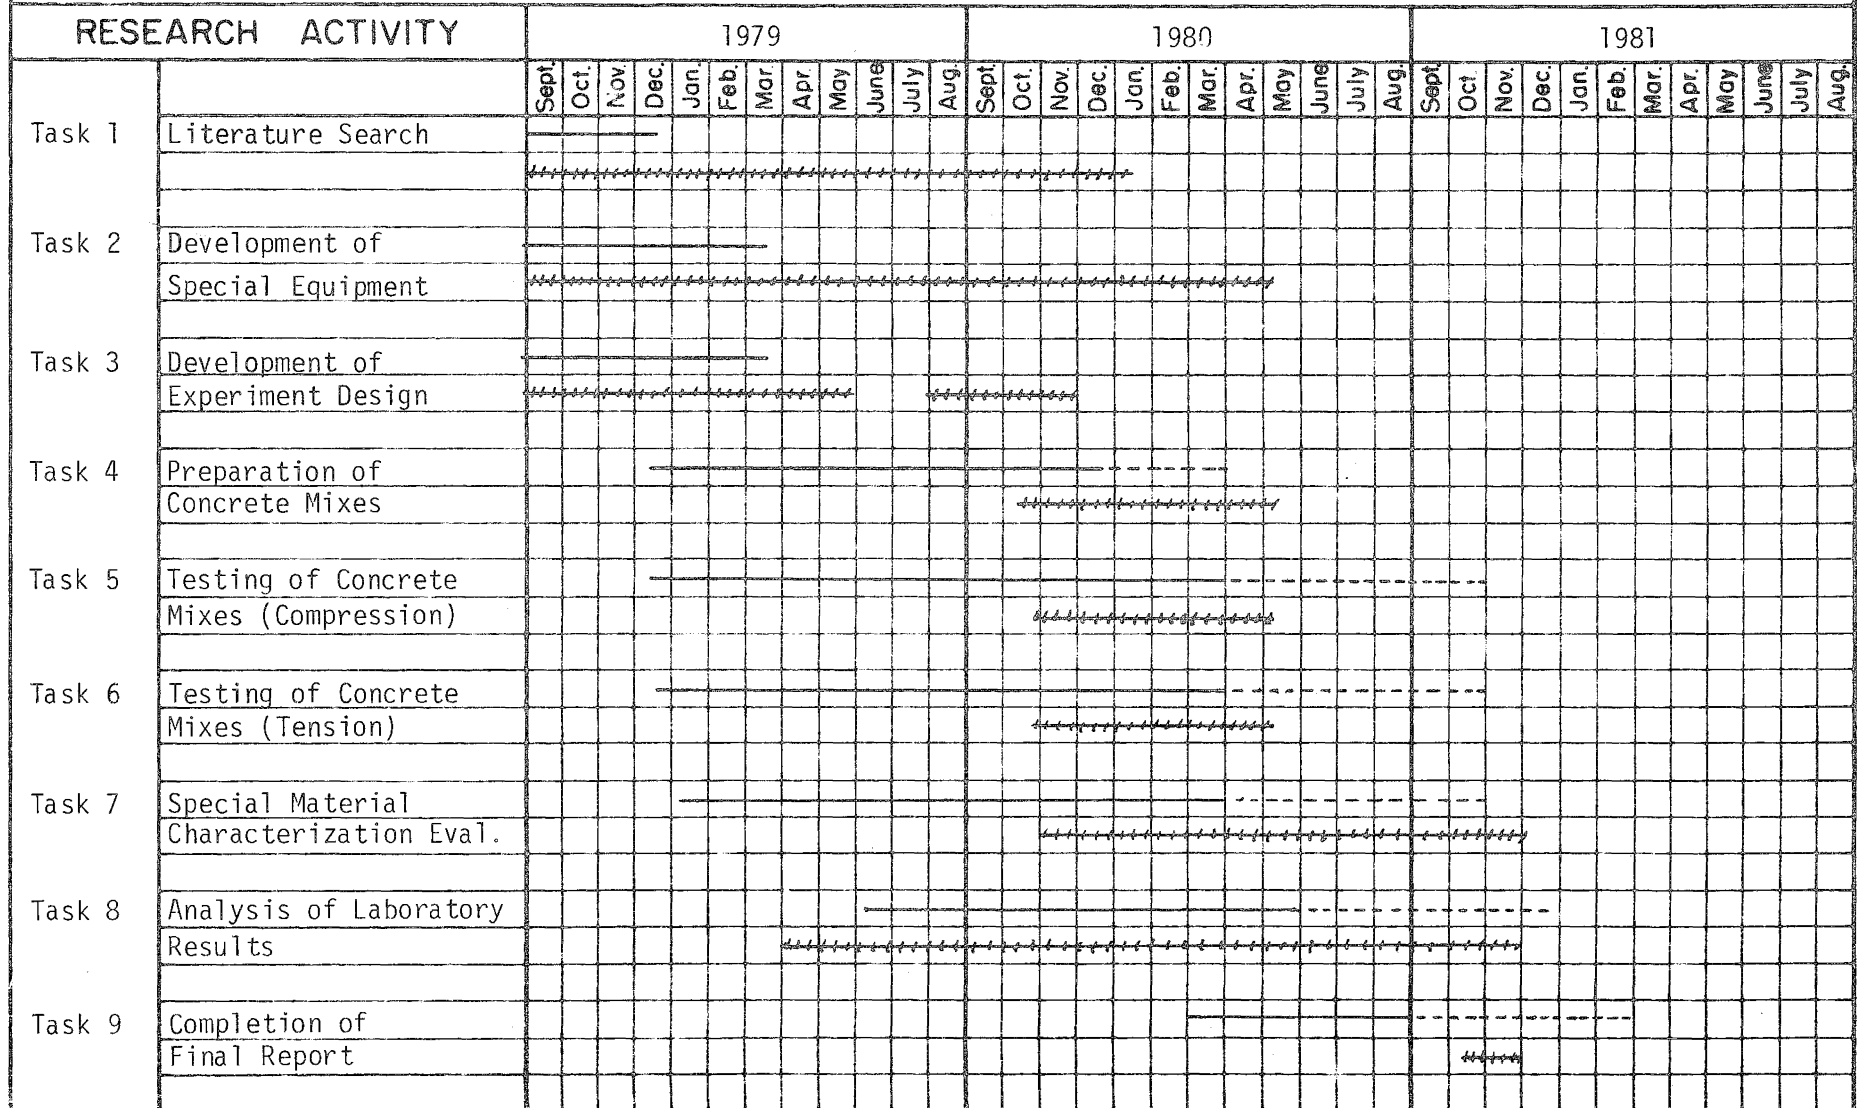 RESEARCH ACTIVITY 1979 1980 1981
Sept. Oct. Nov. Dec. Jan. Feb. Mar. Apr. May June July Aug. Sept. Oct. Nov. Dec. Jan. Feb. Mar. Apr. May June July Aug. Sept. Oct. Nov. Dec. Jan. Feb. Mar. Apr. May June July Aug.
Task 1 Literature Search
Task 2 Development of
Special Equipment
Task 3 Development of
Experiment Design
Task 4 Preparation of
Concrete Mixes
Task 5 Testing of Concrete
Mixes (Compression)
Task 6 Testing of Concrete
Mixes (Tension)
Task 7 Special Material
Characterization Eval.
Task 8 Analysis of Laboratory
Results
Task 9 Completion of
Final Report